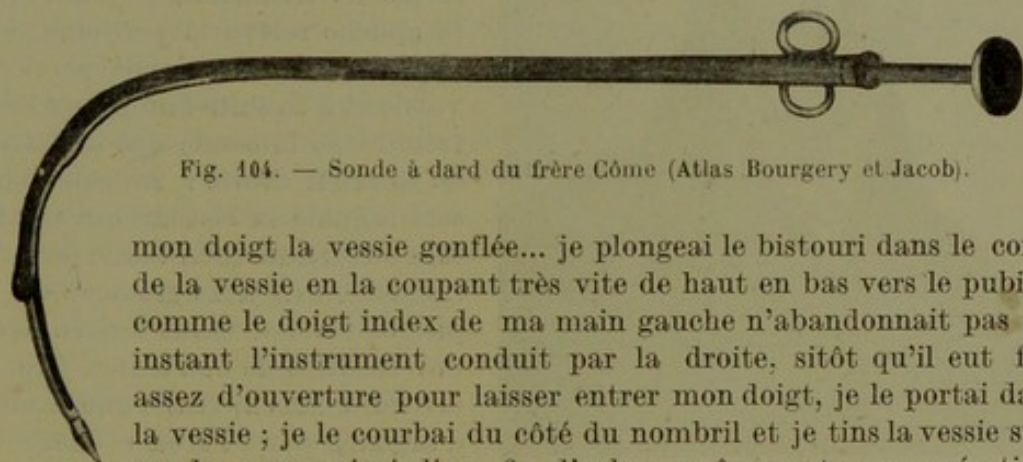 Fig. 104. — Sonde à dard du frère Côme (Atlas Bourgery et Jacob).
mon doigt la vessie gonflée... je plongeai le bistouri dans le
de la vessie en la coupant très vite de haut en bas vers le
comme le doigt index de ma main gauche n'abandonnait pas
instant l'instrument conduit par la droite, sitôt qu'il eut
assez d'ouverture pour laisser entrer mon doigt, je le portai
la vessie ; je le courbai du côté du nombril et je tins la vessie